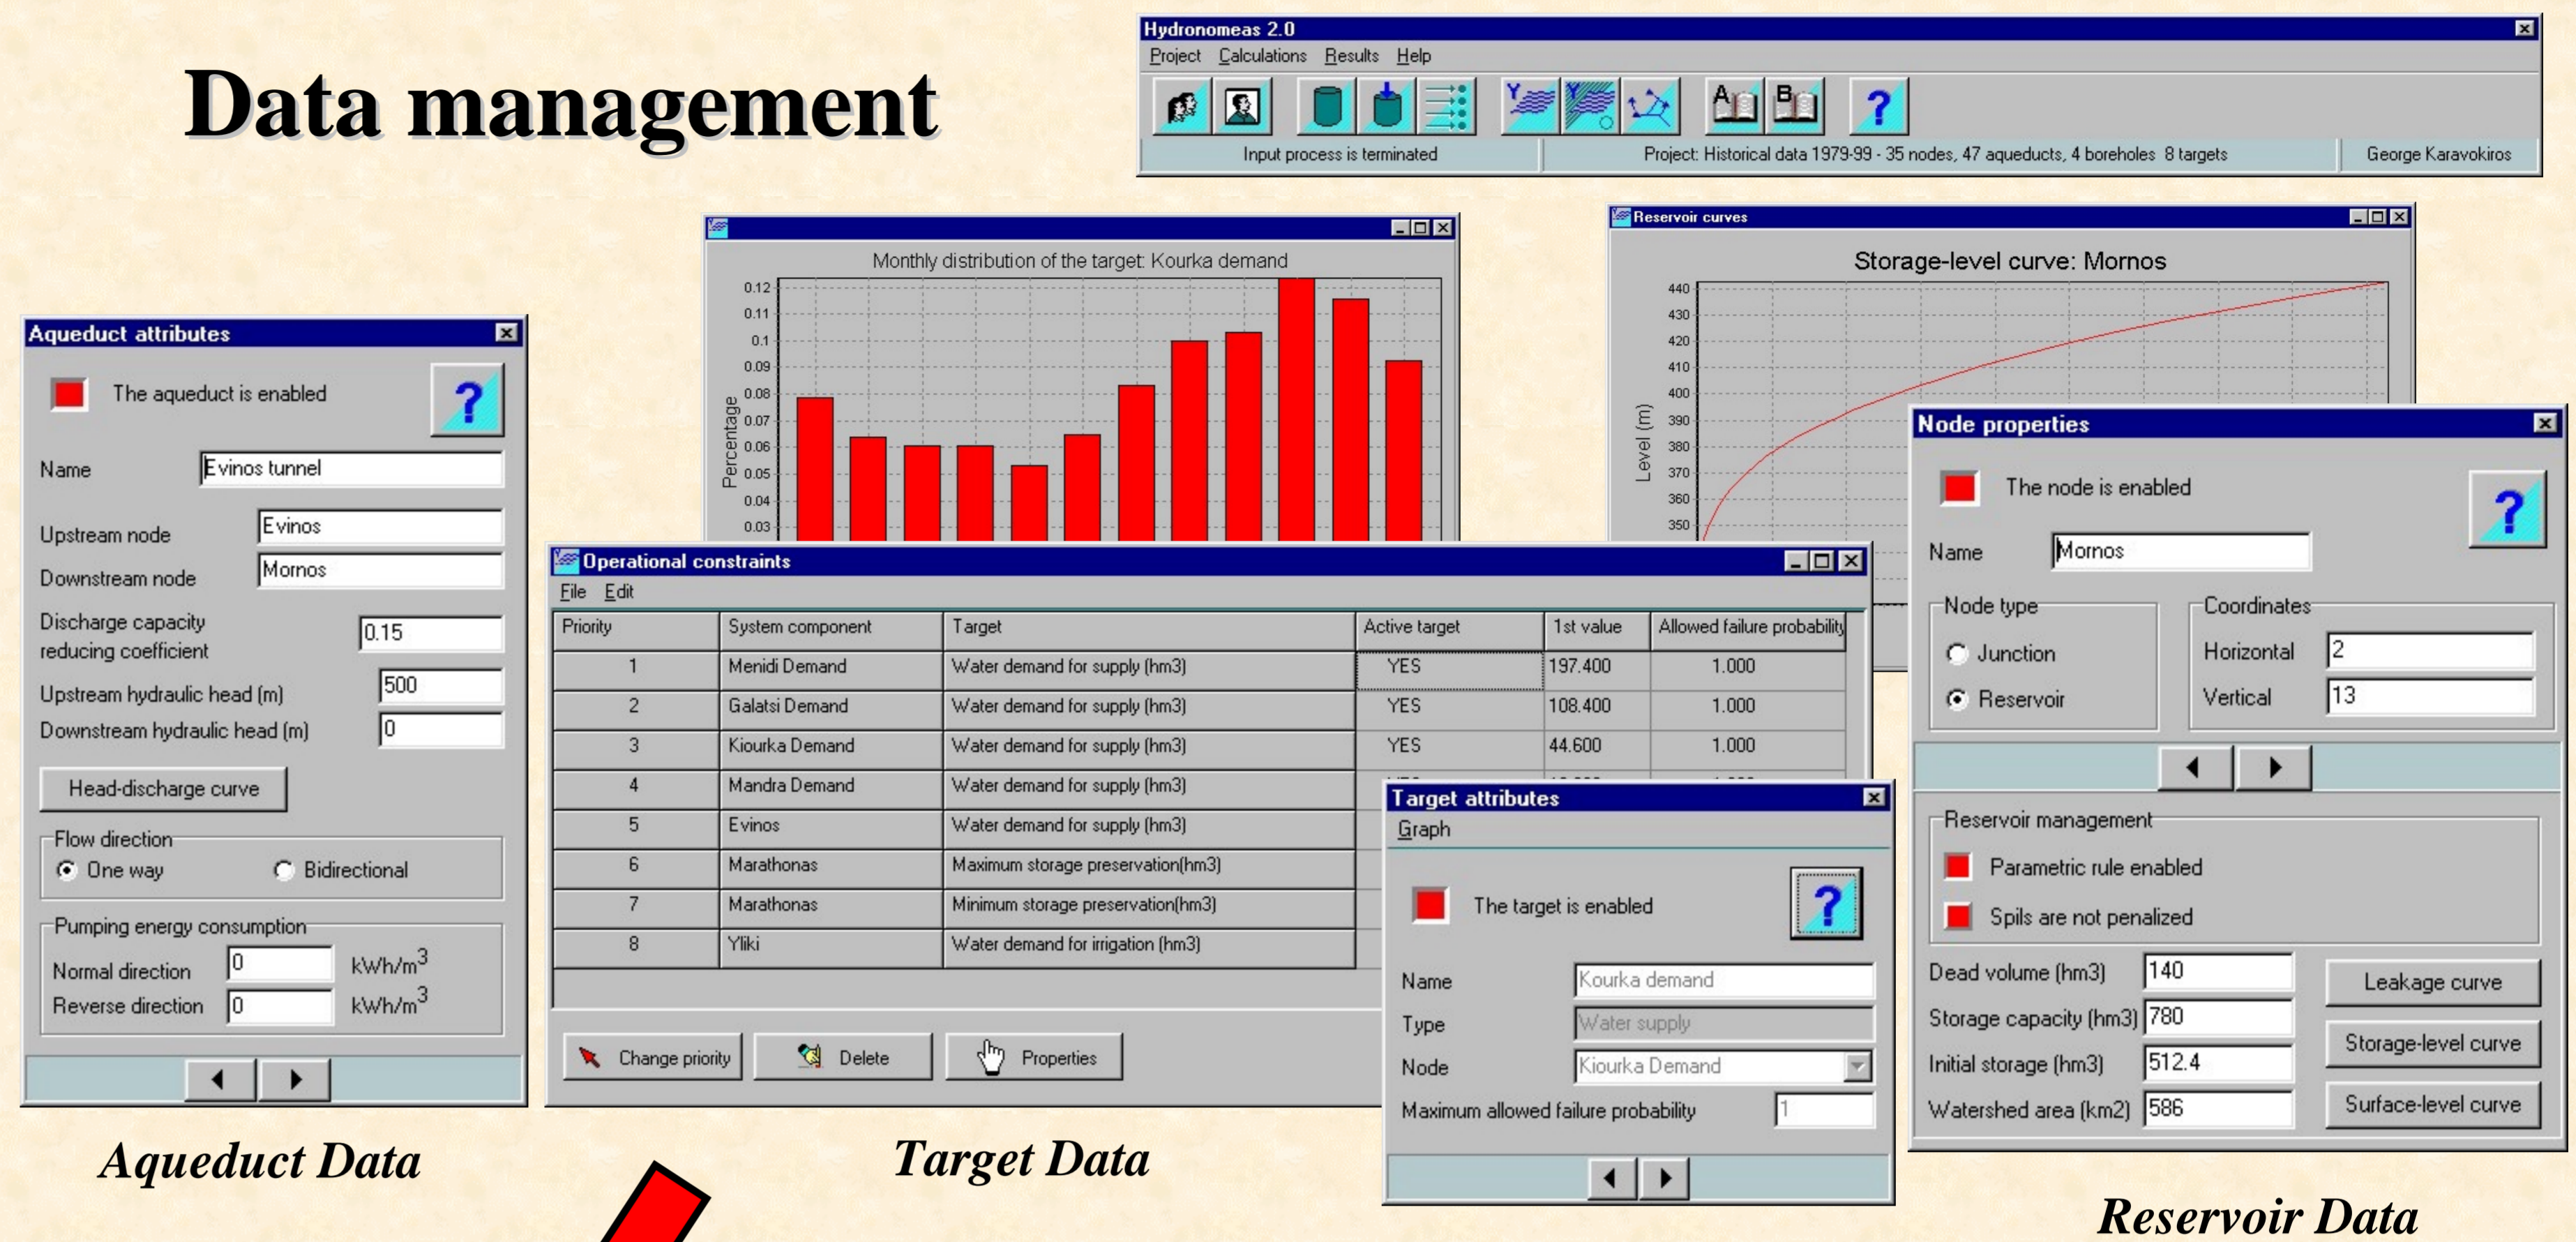 Data management
Hydronomeas 2.0
Project Calculations Results Help
A B ?
Input process is terminated
Project: Historical data 1979-99 - 35 nodes, 47 aqueducts, 4 boreholes 8 targets
George Karavokiros
Aqueduct attributes
The aqueduct is enabled
?
Name Evinos tunnel
Upstream node Evinos
Downstream node Mornos
Discharge capacity
reducing coefficient 0.15
Upstream hydraulic head (m) 500
Downstream hydraulic head (m) 0
Head-discharge curve
Flow direction
One way Bidirectional
Pumping energy consumption
Normal direction 0 kWh/m3
Reverse direction 0 kWh/m3
Aqueduct Data
Monthly distribution of the target: Kourka demand
Percentage
0.12
0.11
0.1
0.09
0.08
0.07
0.06
0.05
0.04
0.03
Operational constraints
File Edit
Priority System component Target Active target 1st value Allowed failure probability
1 Menidi Demand Water demand for supply (hm3) YES 197.400 1.000
2 Galatsi Demand Water demand for supply (hm3) YES 108.400 1.000
3 Kiourka Demand Water demand for supply (hm3) YES 44.600 1.000
4 Mandra Demand Water demand for supply (hm3)
5 Evinos Water demand for supply (hm3)
6 Marathonas Maximum storage preservation(hm3)
7 Marathonas Minimum storage preservation(hm3)
8 Yliki Water demand for irrigation (hm3)
Change priority Delete Properties
Target Data
Target attributes
Graph
The target is enabled
?
Name Kourka demand
Type Water supply
Node Kiourka Demand
Maximum allowed failure probability 1
Reservoir curves
Storage-level curve: Mornos
Level (m)
440
430
420
410
400
390
380
370
360
350
Node properties
The node is enabled
?
Name Mornos
Node type
Junction
Reservoir
Coordinates
Horizontal 2
Vertical 13
Reservoir management
Parametric rule enabled
Spils are not penalized
Dead volume (hm3) 140
Storage capacity (hm3) 780
Initial storage (hm3) 512.4
Watershed area (km2) 586
Leakage curve
Storage-level curve
Surface-level curve
Reservoir Data